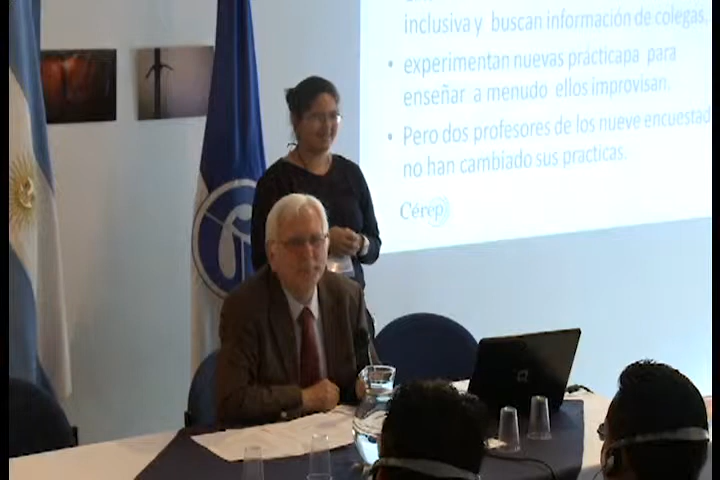 inclusiva y buscan información de colegas,
• experimentan nuevas prácticapa para
enseñar a menudo ellos improvisan.
• Pero dos profesores de los nueve encuestad
no han cambiado sus practicas.
Cérep